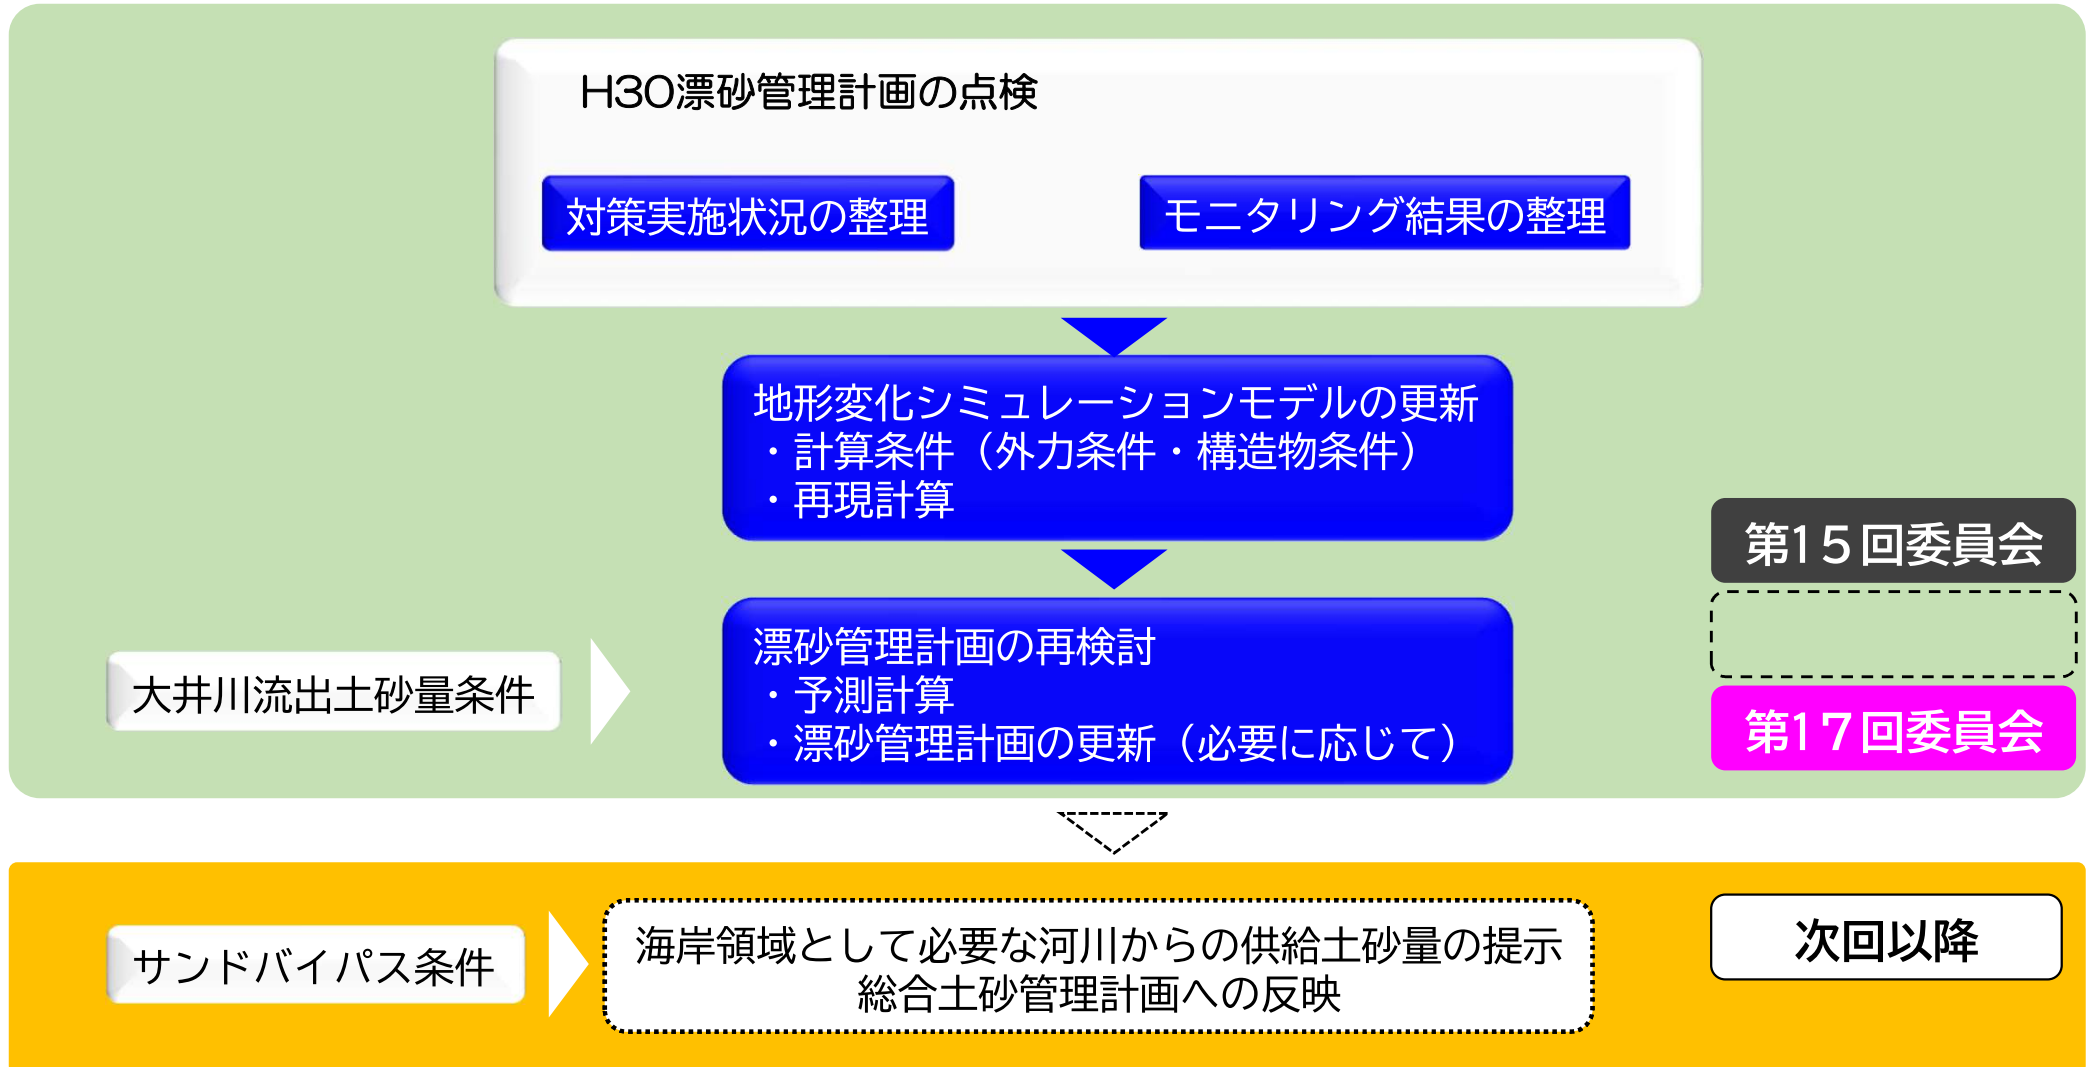 H30漂砂管理計画の点検
対策実施状況の整理
モニタリング結果の整理
地形変化シミュレーションモデルの更新
・計算条件（外力条件・構造物条件）
・再現計算
第15回委員会
大井川流出土砂量条件
漂砂管理計画の再検討
・予測計算
・漂砂管理計画の更新（必要に応じて）
第17回委員会
サンドバイパス条件
海岸領域として必要な河川からの供給土砂量の提示
総合土砂管理計画への反映
次回以降